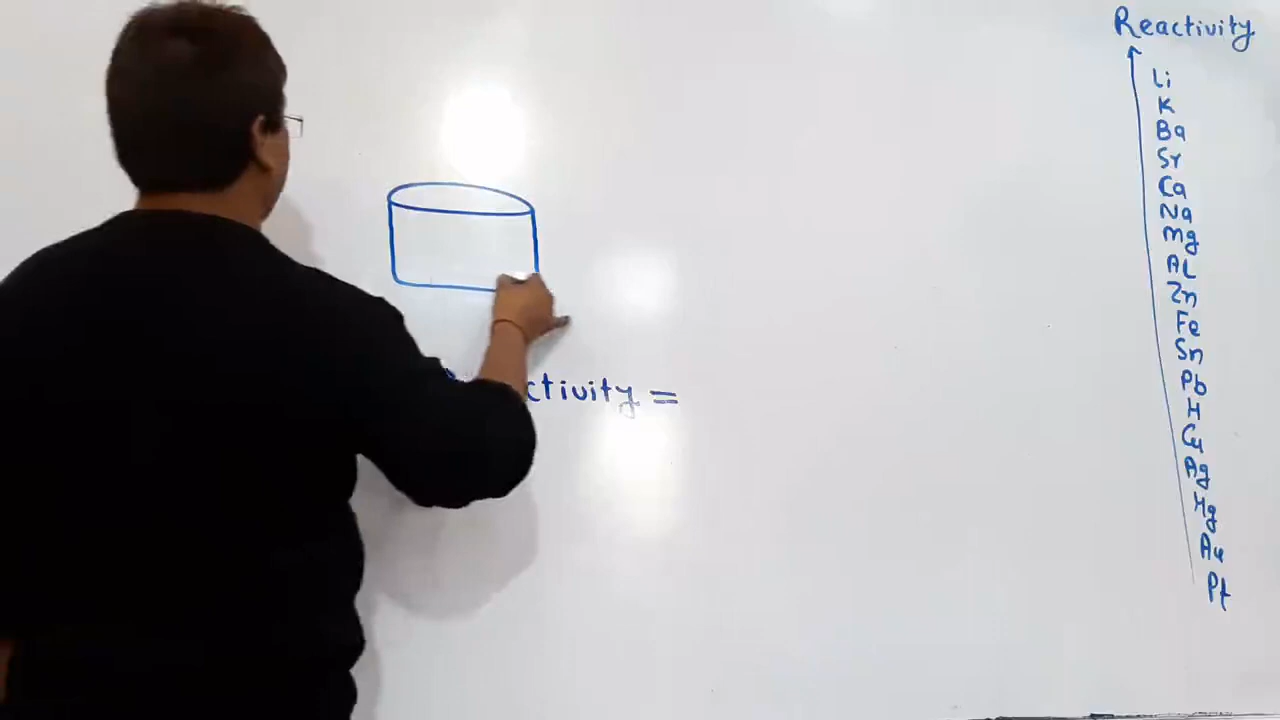 Reactivity
Li
K
Ba
Sr
Ca
Na
Mg
Al
Zn
Fe
Sn
Pb
H
Cu
Ag
Hg
Au
Pt
ctivity =